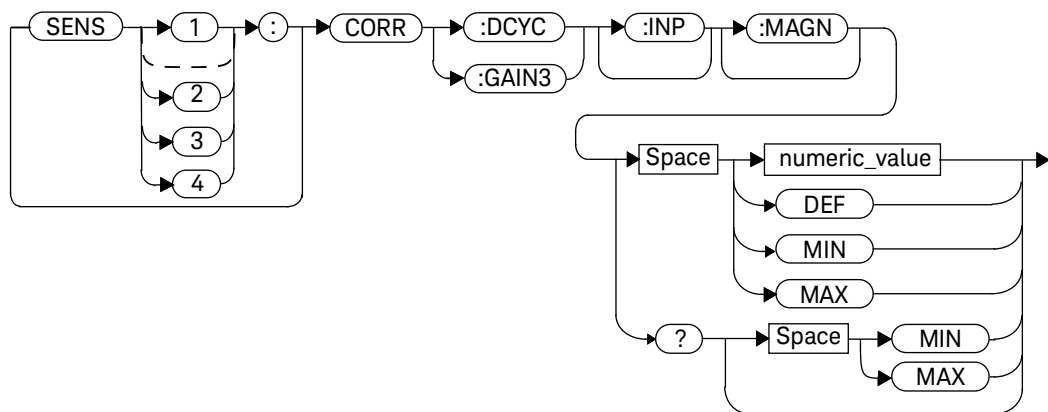 SENS 1 : CORR :DCYC :INP :MAGN
2 :GAIN3
3
4
Space numeric_value
DEF
MIN
MAX
? Space MIN
MAX